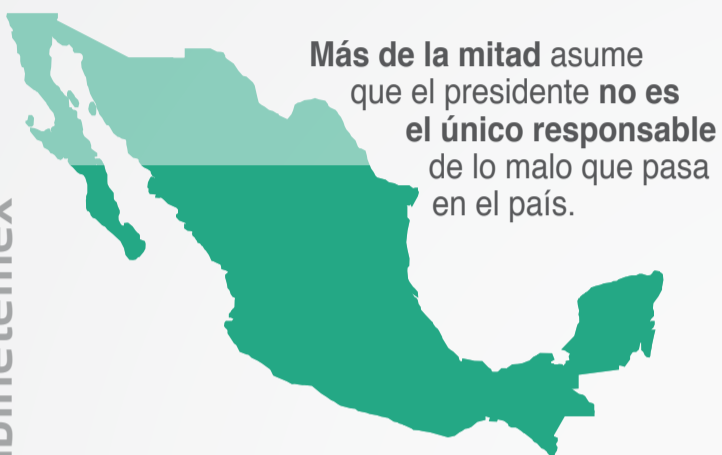 Más de la mitad asume
que el presidente no es
el único responsable
de lo malo que pasa
en el país.